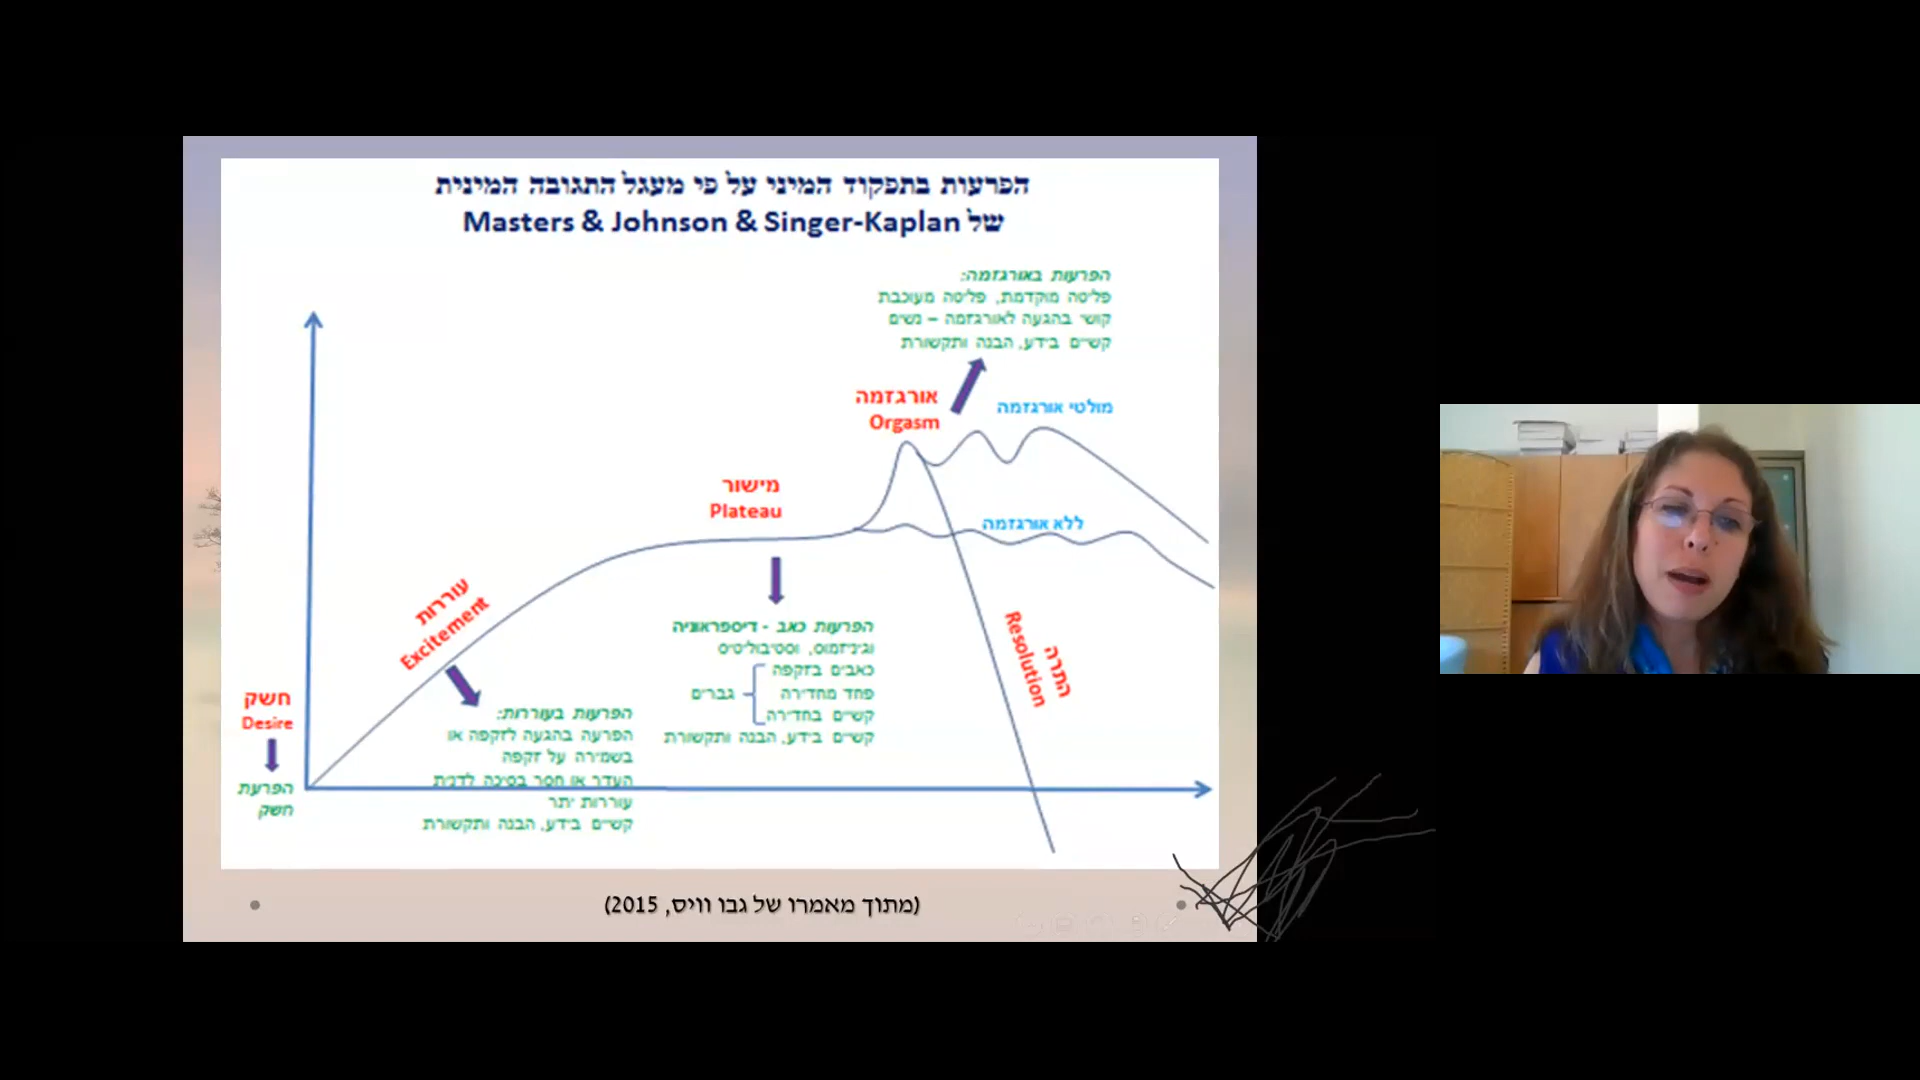 הפרעות בתפקוד המיני על פי מעגל התגובה המינית
של Masters & Johnson & Singer-Kaplan
הפרעות באורגזמה:
פליטה מוקדמת, פליטה מעוכבת
קושי בהגעה לאורגזמה – נשים
קשיים בידע, הבנה ותקשורת
אורגזמה
Orgasm
מולטי אורגזמה
מישור
Plateau
ללא אורגזמה
עוררות
Excitement
הפרעות כאב - דיספראוניה
וגיניזמוס, וסטיבוליטיס
כאבים בזקפה
פחד מחדירה
גברים
קשיים בחדירה
קשיים בידע, הבנה ותקשורת
התרה
Resolution
חשק
Desire
הפרעת
חשק
הפרעות בעוררות:
הפרעה בהגעה לזקפה או
בשמירה על זקפה
העדר או חסר בסיכה לדנית
עוררות יתר
קשיים בידע, הבנה ותקשורת
(מתוך מאמרו של גבו וויס, 2015)